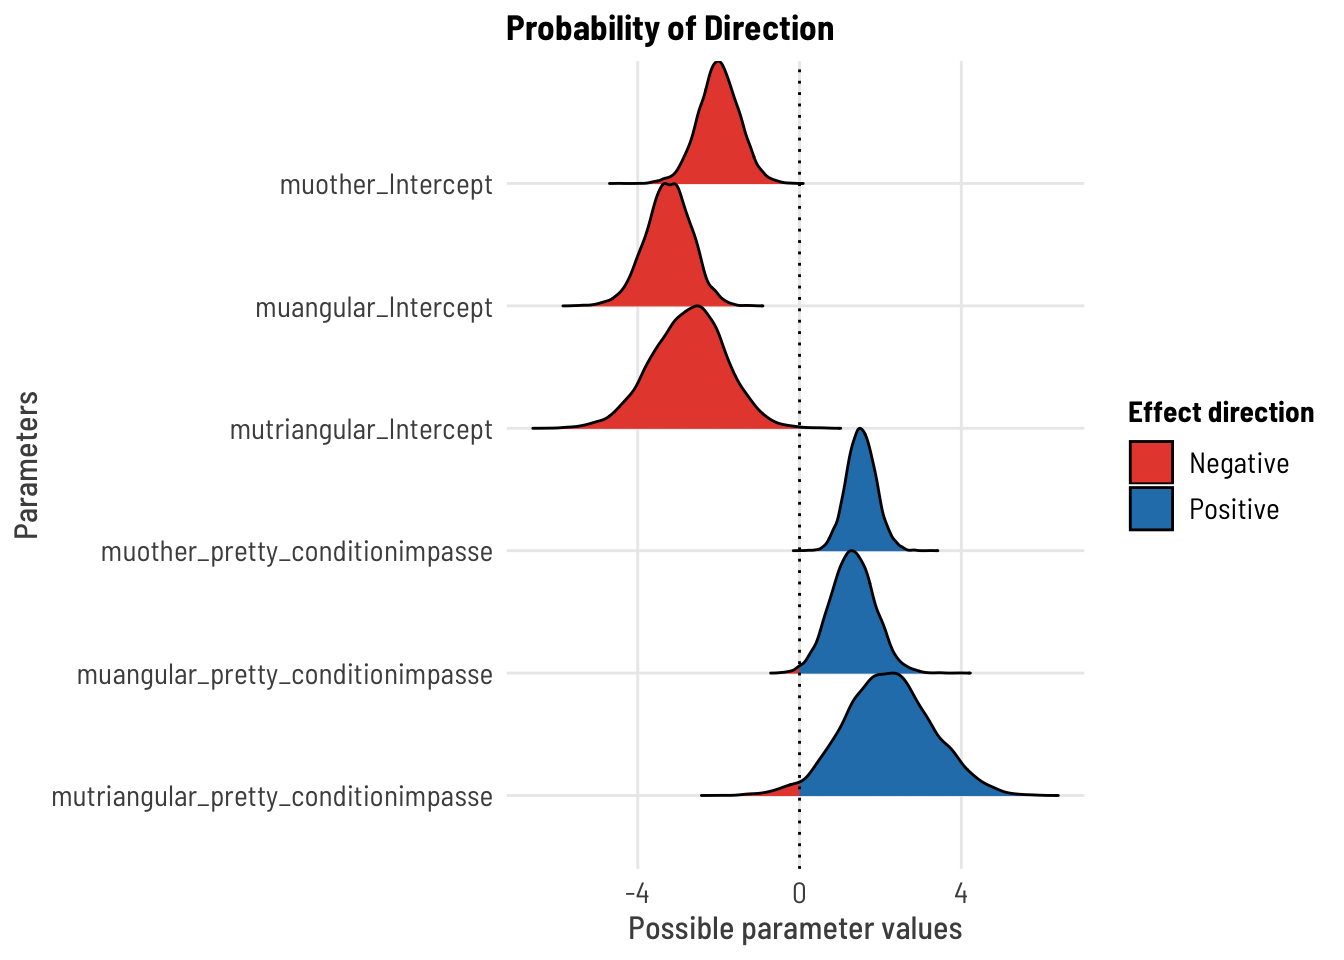 Probability of Direction
muother_Intercept
muangular_Intercept
mutriangular_Intercept
muother_pretty_conditionimpasse
muangular_pretty_conditionimpasse
mutriangular_pretty_conditionimpasse
Parameters
-4 0 4
Possible parameter values
Effect direction
Negative
Positive